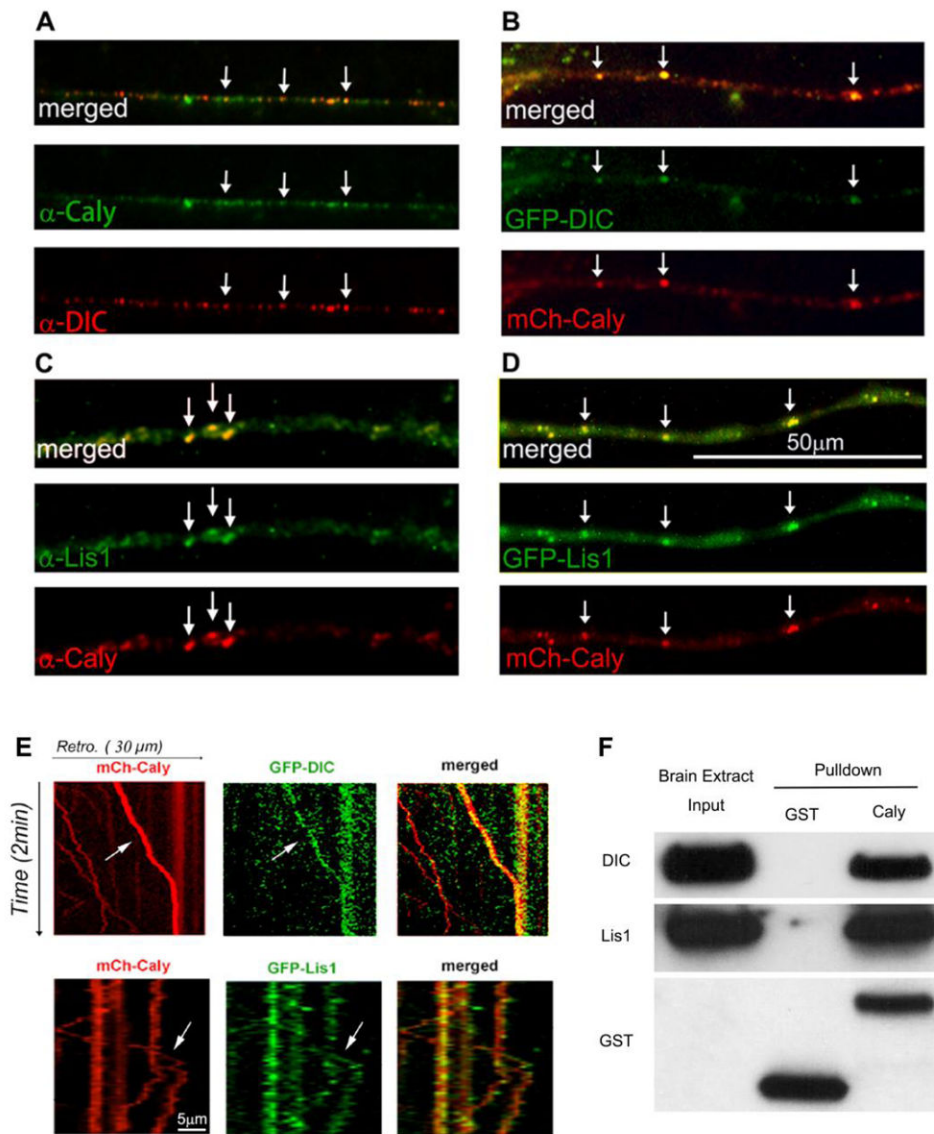 A
merged
α-Caly
α-DIC
B
merged
GFP-DIC
mCh-Caly
C
merged
α-Lis1
α-Caly
D
merged
50μm
GFP-Lis1
mCh-Caly
E
Retro. ( 30 μm)
mCh-Caly GFP-DIC merged
Time (2min)
mCh-Caly GFP-Lis1 merged
5μm
F
Brain Extract Input
Pulldown
GST Caly
DIC
Lis1
GST